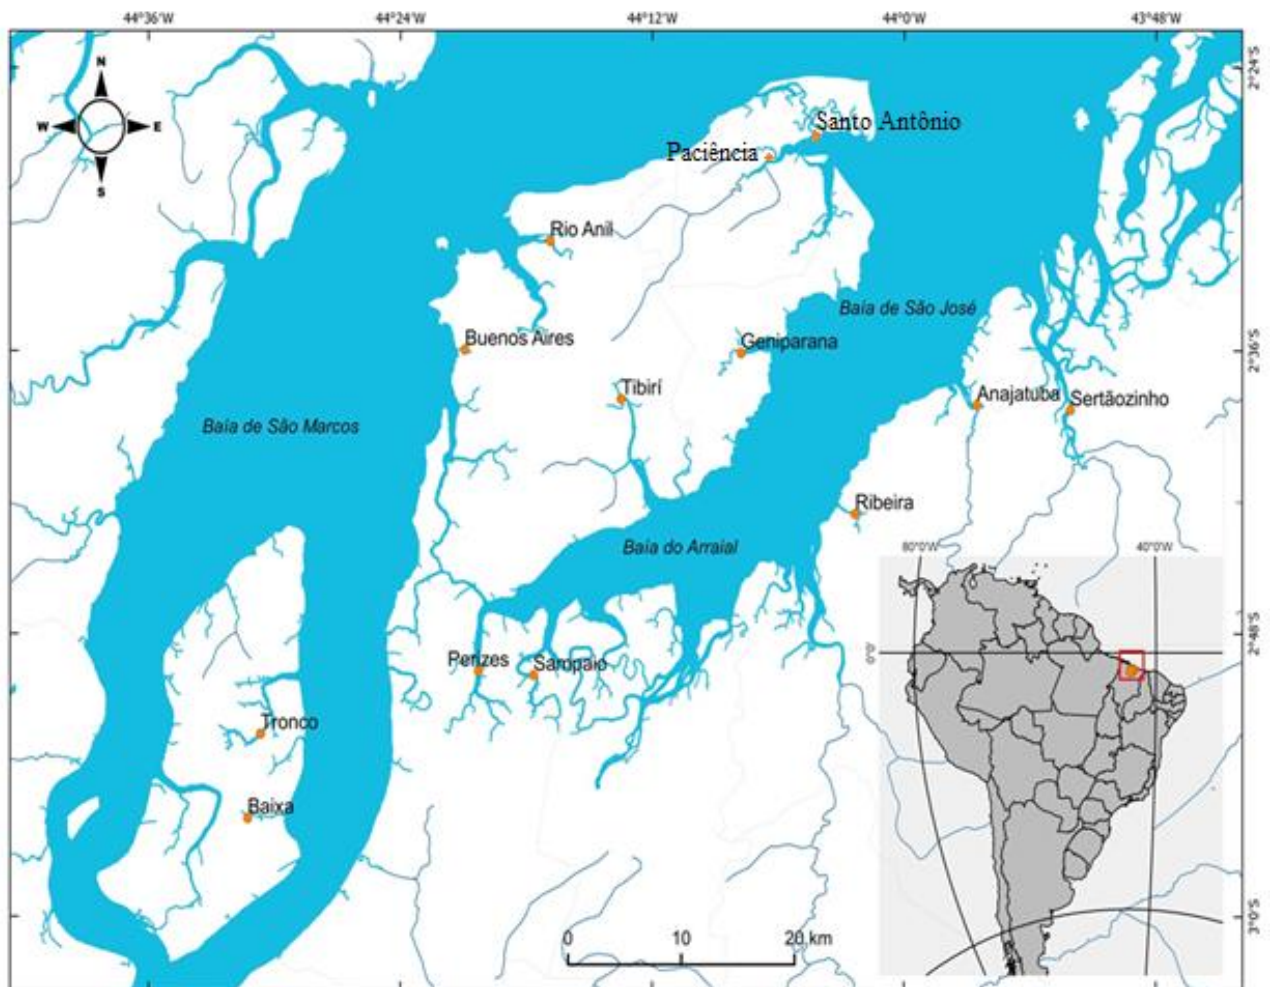 44°36'W
44°24'W
44°12'W
44°0'W
43°48'W
2°24'S
N
W
E
S
Santo Antônio
Paciência
Rio Anil
Baía de São José
2°36'S
Buenos Aires
Geniparana
Tibirí
Anajatuba
Sertãozinho
Baía de São Marcos
Ribeira
Baía do Arraial
80°0'W
40°0'W
2°48'S
0°0'
Perizes
Sampaio
Tronco
Baixa
3°0'S
0
10
20 km